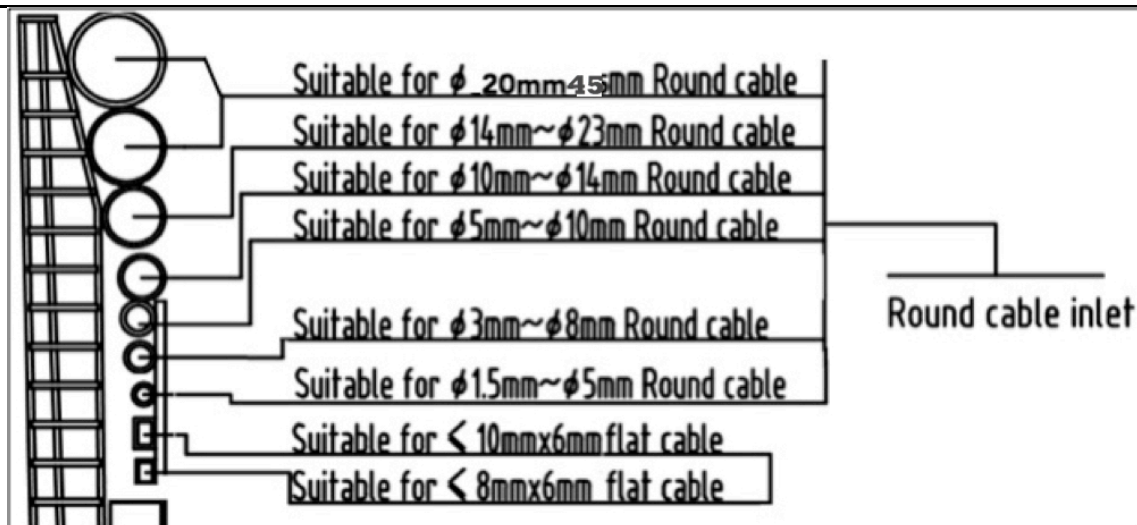 Suitable for ϕ 20mm45mm Round cable
Suitable for ϕ14mm~ϕ23mm Round cable
Suitable for ϕ10mm~ϕ14mm Round cable
Suitable for ϕ5mm~ϕ10mm Round cable
Round cable inlet
Suitable for ϕ3mm~ϕ8mm Round cable
Suitable for ϕ1.5mm~ϕ5mm Round cable
Suitable for < 10mmx6mm flat cable
Suitable for < 8mmx6mm flat cable